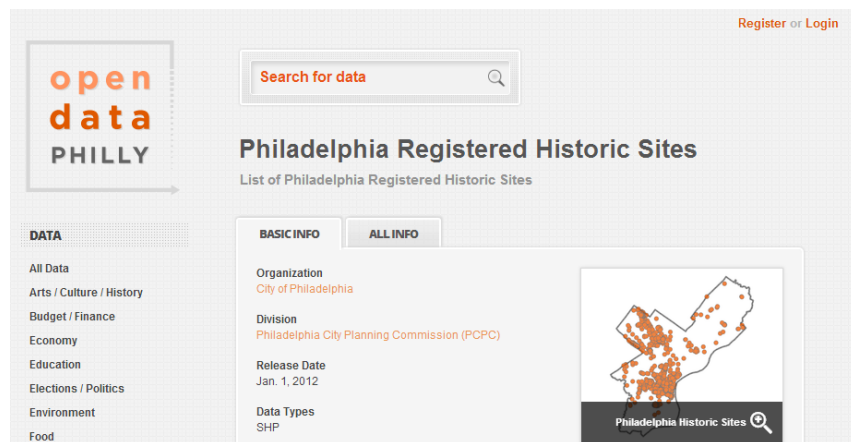 Register or Login
open
data
PHILLY
Search for data
Philadelphia Registered Historic Sites
List of Philadelphia Registered Historic Sites
DATA
All Data
Arts / Culture / History
Budget / Finance
Economy
Education
Elections / Politics
Environment
Food
BASIC INFO
ALL INFO
Organization
City of Philadelphia
Division
Philadelphia City Planning Commission (PCPC)
Release Date
Jan. 1, 2012
Data Types
SHP
Philadelphia Historic Sites